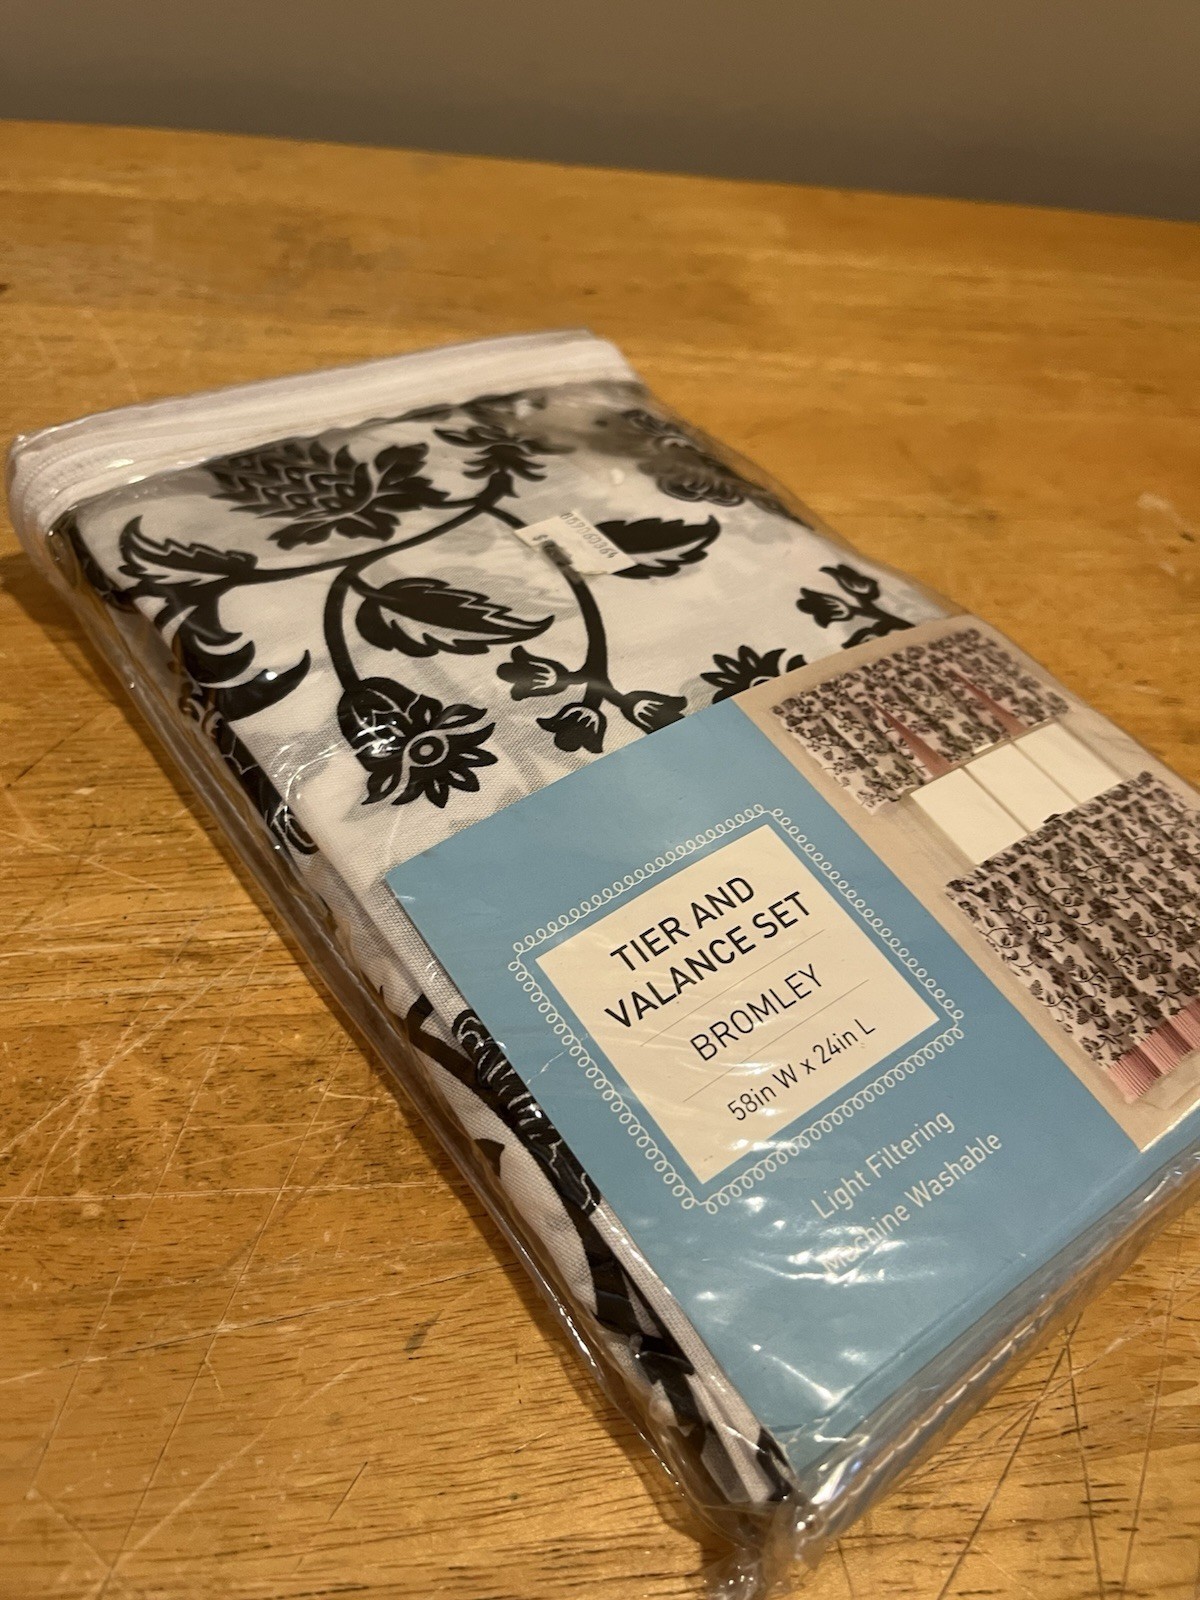 TIER AND
VALANCE SET
BROMLEY
58in W x 24in L
Light Filtering
Machine Washable